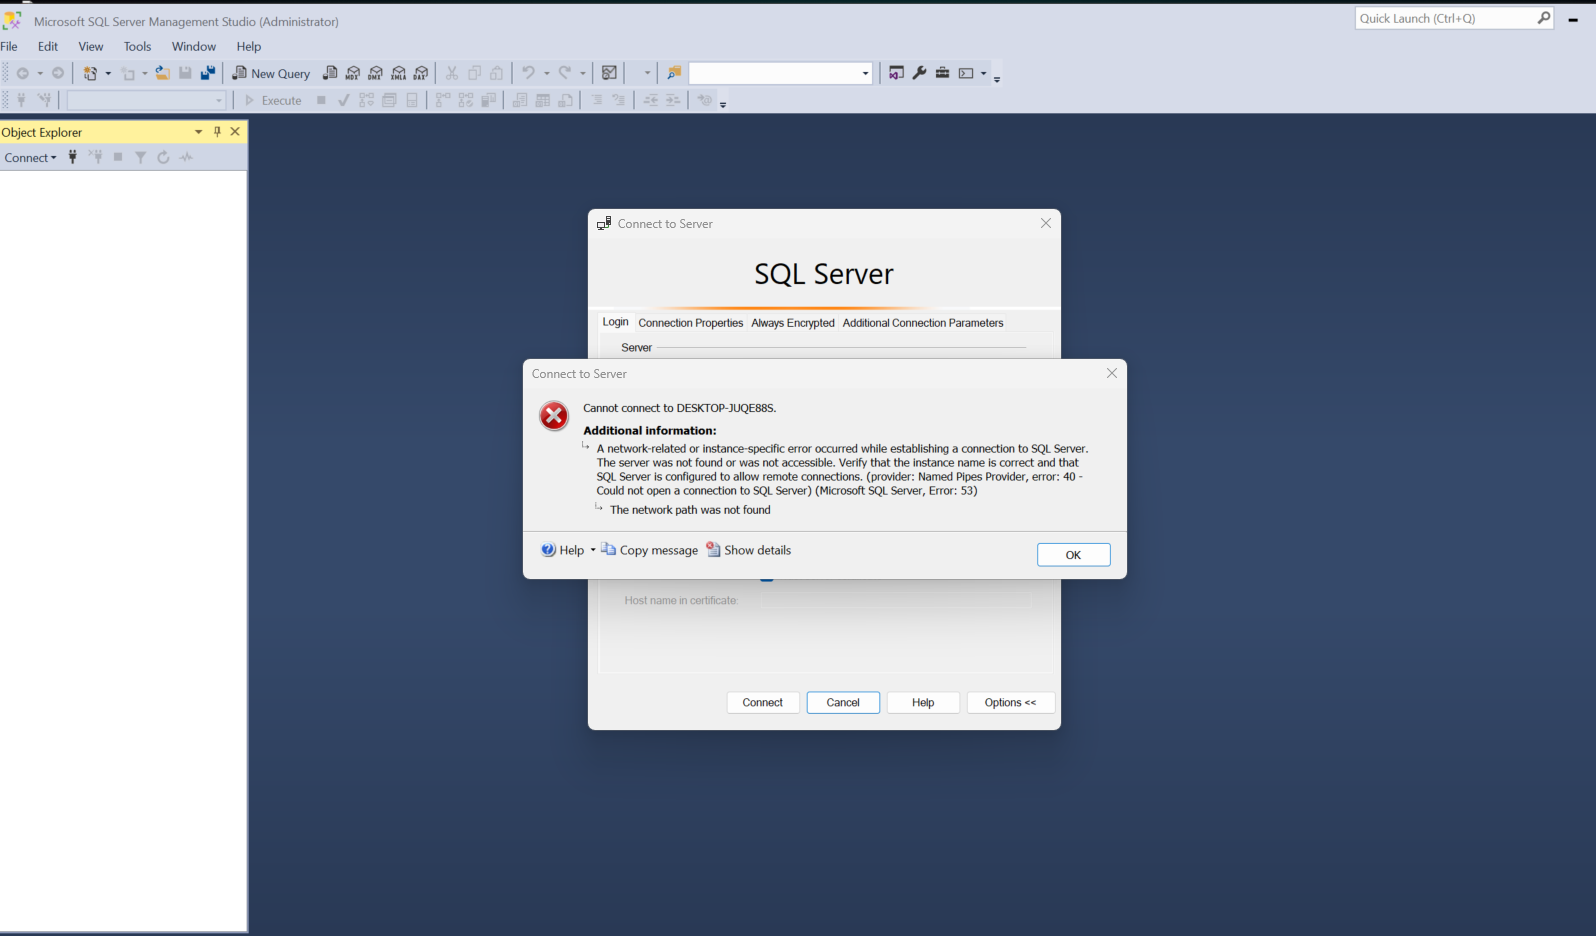 Microsoft SQL Server Management Studio (Administrator)
Quick Launch (Ctrl+Q)
File Edit View Tools Window Help
New Query MDX DMX XMLA DAX
Execute
Object Explorer
Connect
Connect to Server
SQL Server
Login Connection Properties Always Encrypted Additional Connection Parameters
Server
Connect to Server
Cannot connect to DESKTOP-JUQE88S.
Additional information:
A network-related or instance-specific error occurred while establishing a connection to SQL Server.
The server was not found or was not accessible. Verify that the instance name is correct and that
SQL Server is configured to allow remote connections. (provider: Named Pipes Provider, error: 40 -
Could not open a connection to SQL Server) (Microsoft SQL Server, Error: 53)
The network path was not found
Help Copy message Show details
OK
Host name in certificate:
Connect Cancel Help Options <<